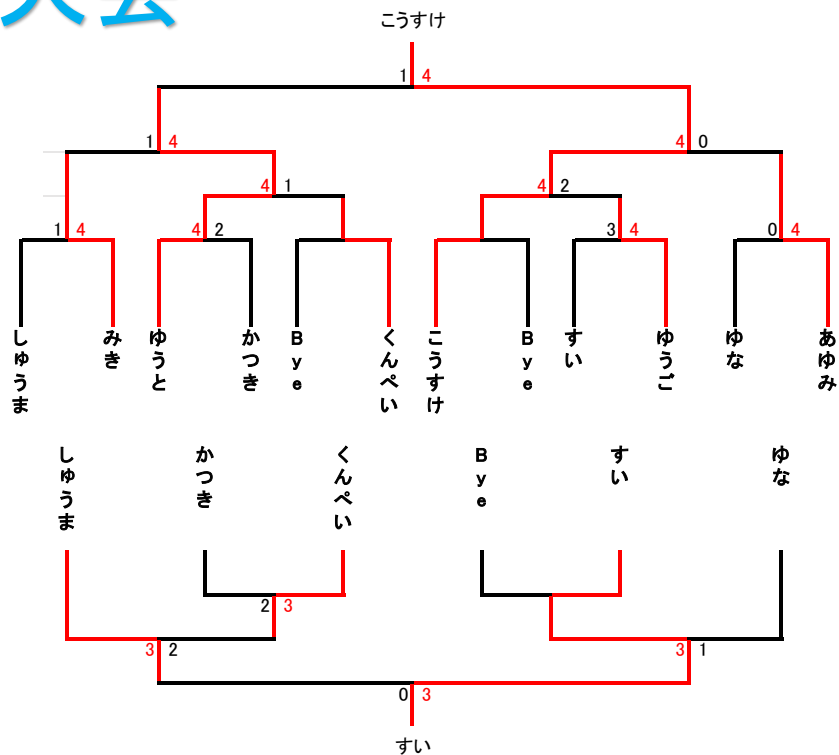 大会
こうすけ
1 4
1 4
4 0
4 1
4 2
1 4
4 2
3 4
0 4
しゅうま
みき
ゆうと
かつき
Bye
くんぺい
こうすけ
Bye
すい
ゆうご
ゆな
あゆみ
しゅうま
かつき
くんぺい
Bye
すい
ゆな
2 3
3 2
3 1
0 3
すい